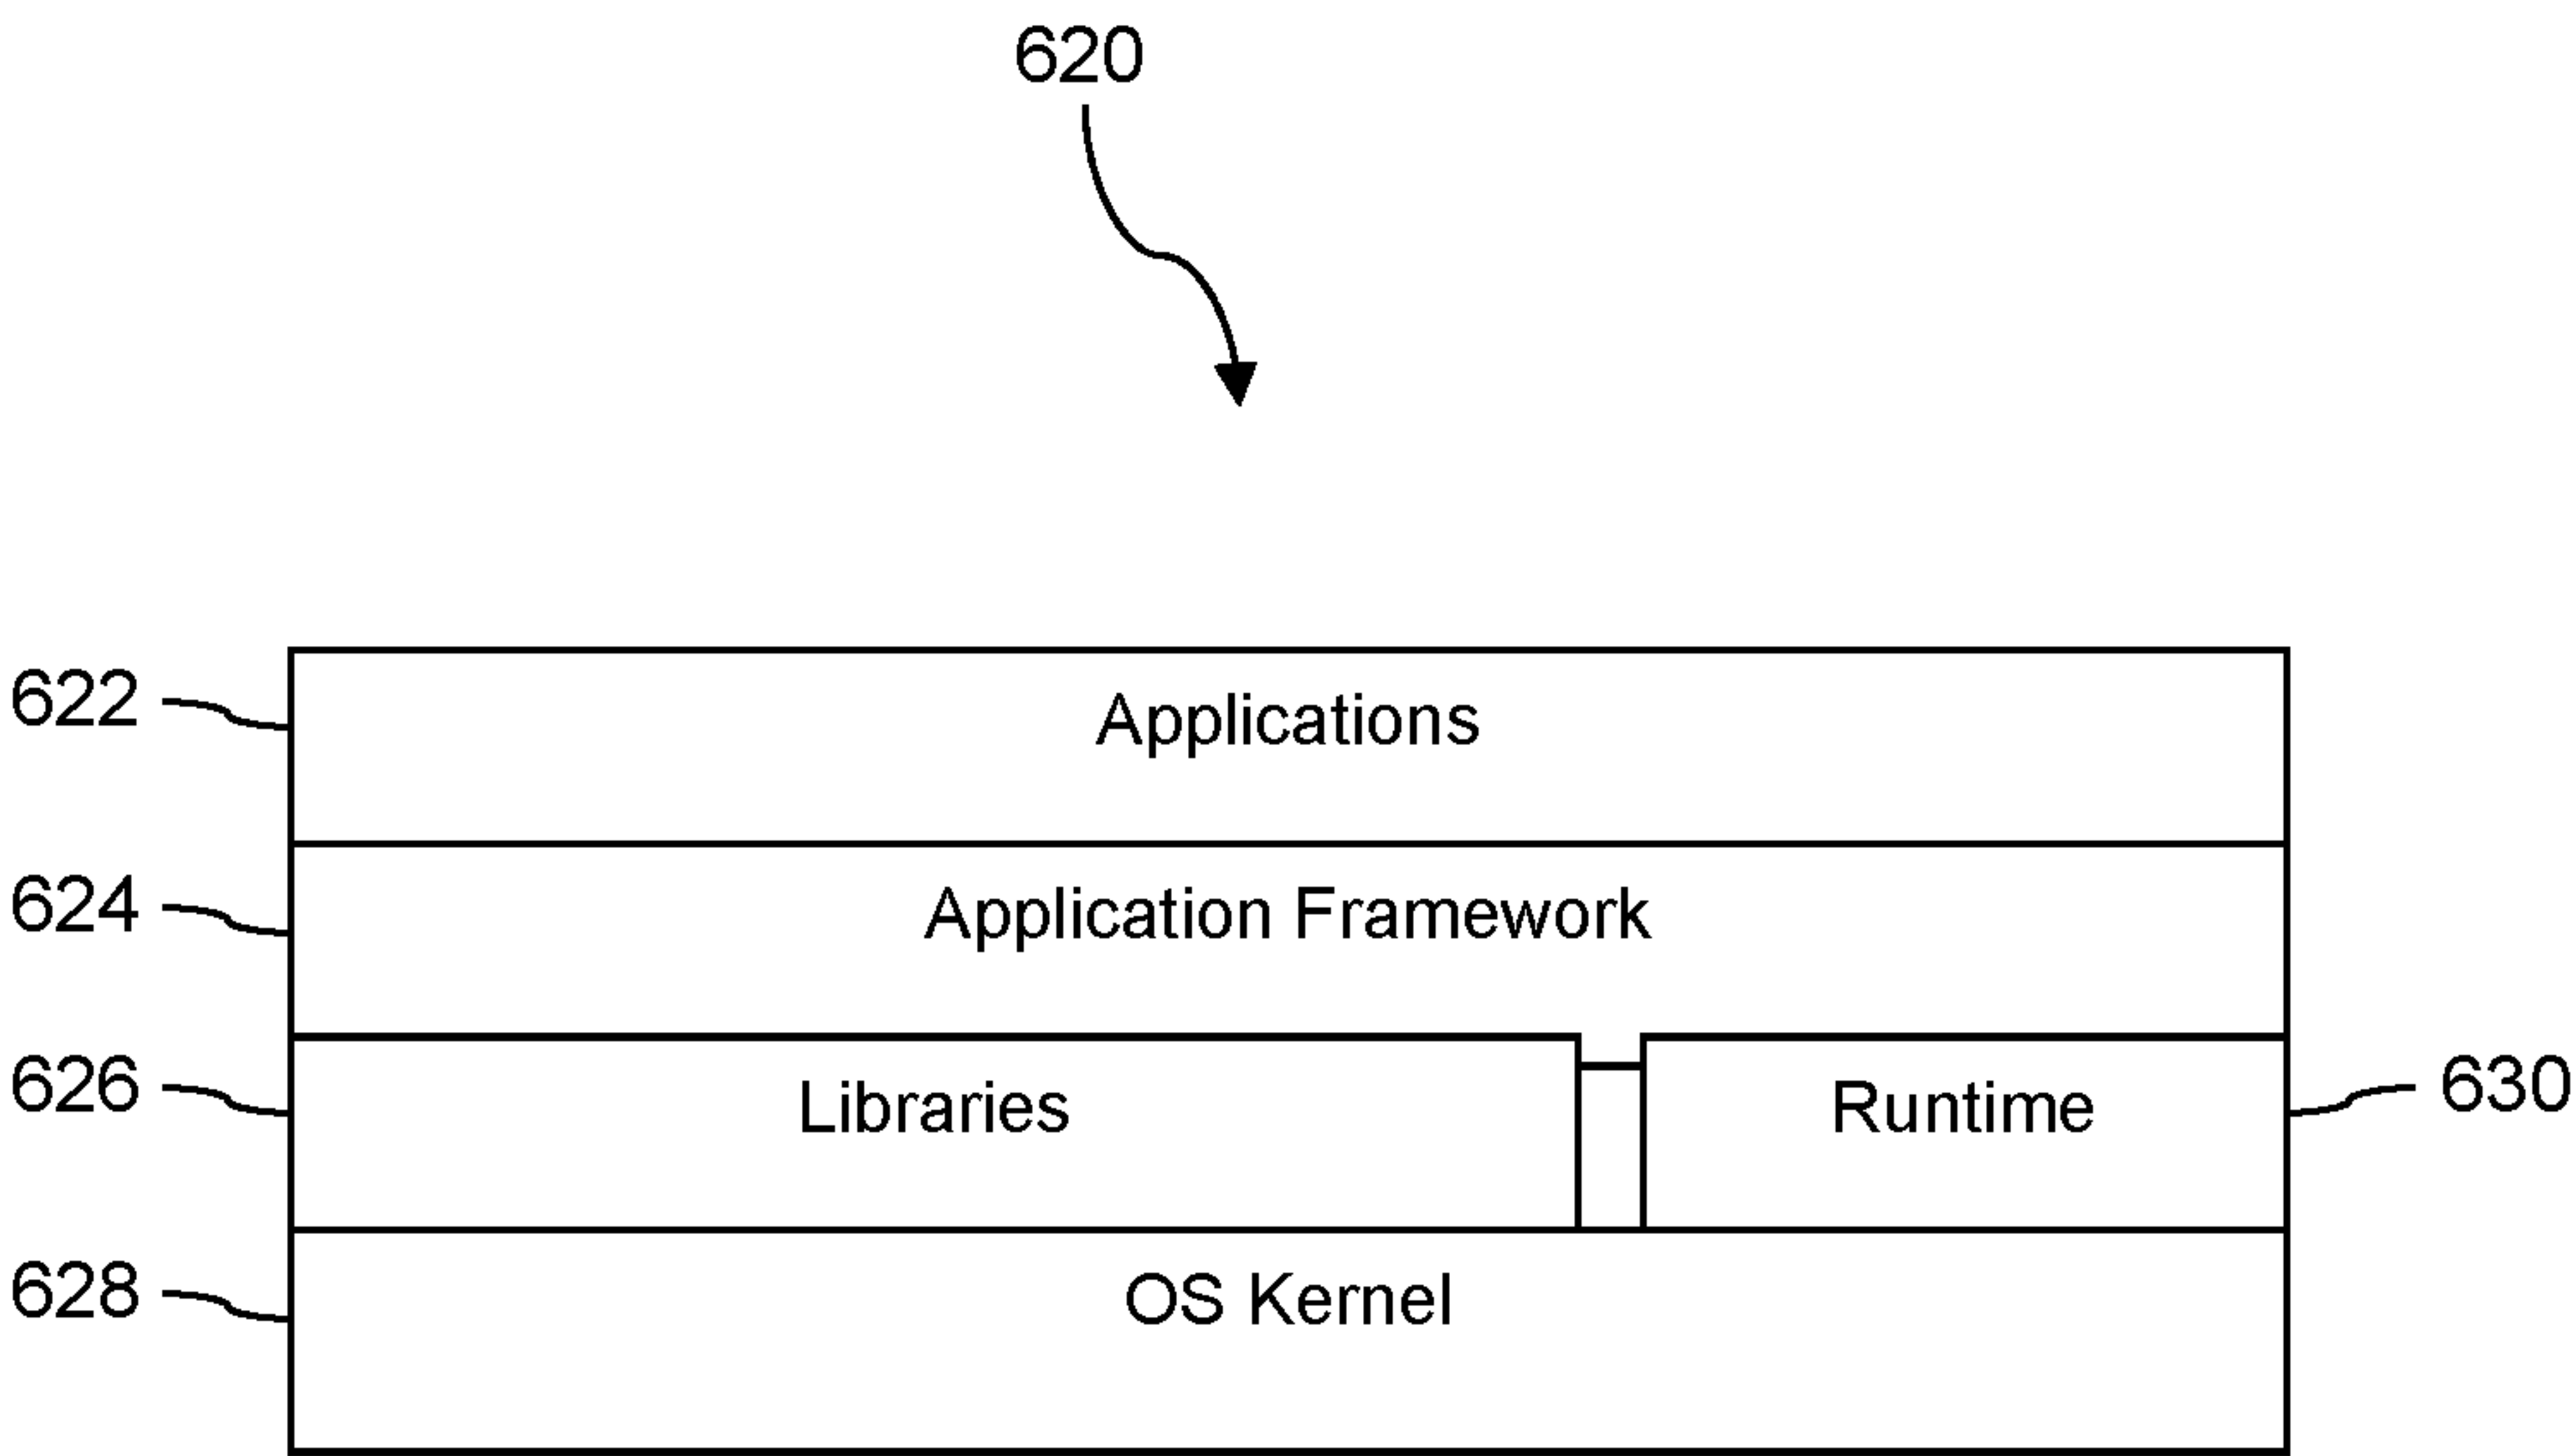 620
622
Applications
624
Application Framework
626
Libraries
Runtime
630
628
OS Kernel